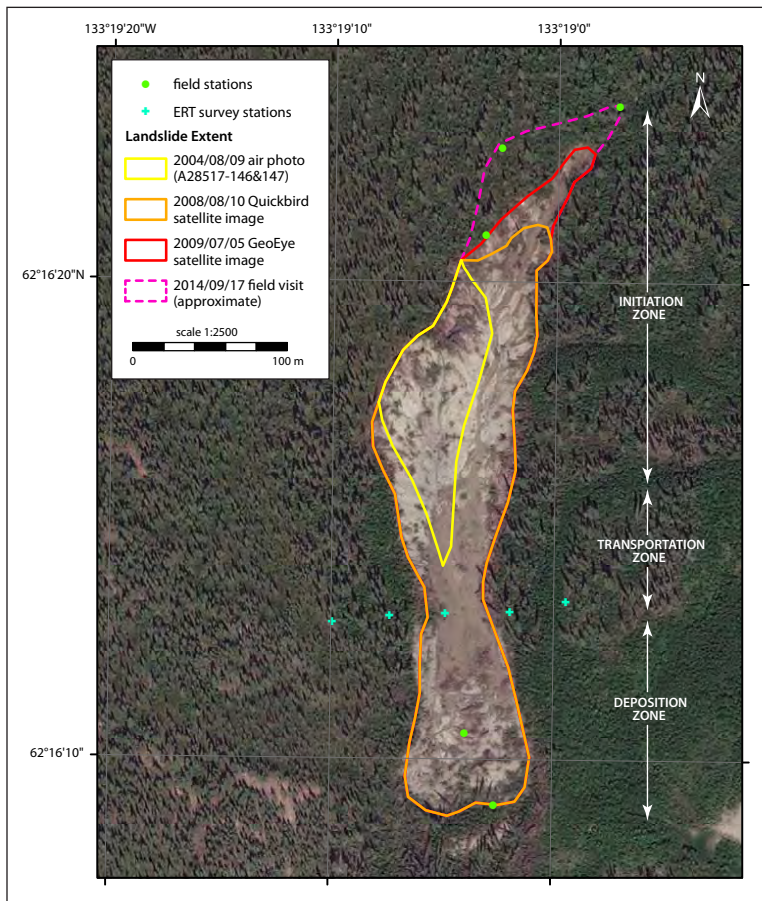 133°19'20"W
133°19'10"
133°19'0"
field stations
ERT survey stations
Landslide Extent
2004/08/09 air photo
(A28517-146&147)
2008/08/10 Quickbird
satellite image
2009/07/05 GeoEye
satellite image
2014/09/17 field visit
(approximate)
scale 1:2500
0 100 m
N
62°16'20"N
INITIATION
ZONE
TRANSPORTATION
ZONE
DEPOSITION
ZONE
62°16'10"